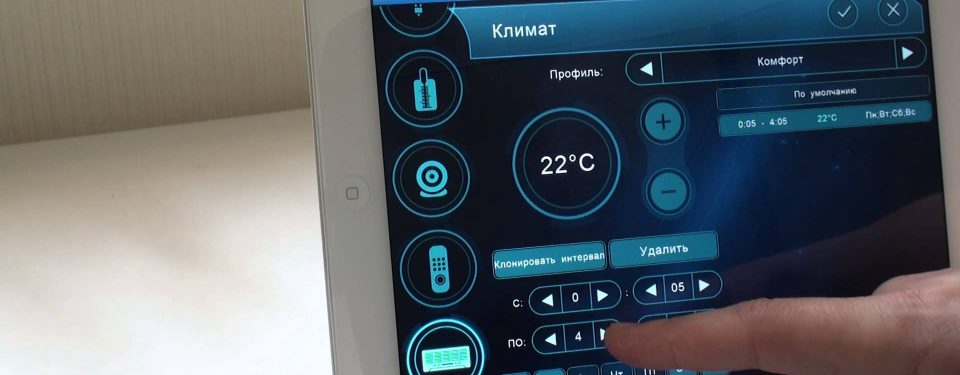 Климат
Профиль: Комфорт
По умолчанию
0:05 - 4:05 22°C Пн,Вт,Сб,Вс
22°C
+
−
Клонировать интервал Удалить
С: 0 : 05
ПО: 4
Чт